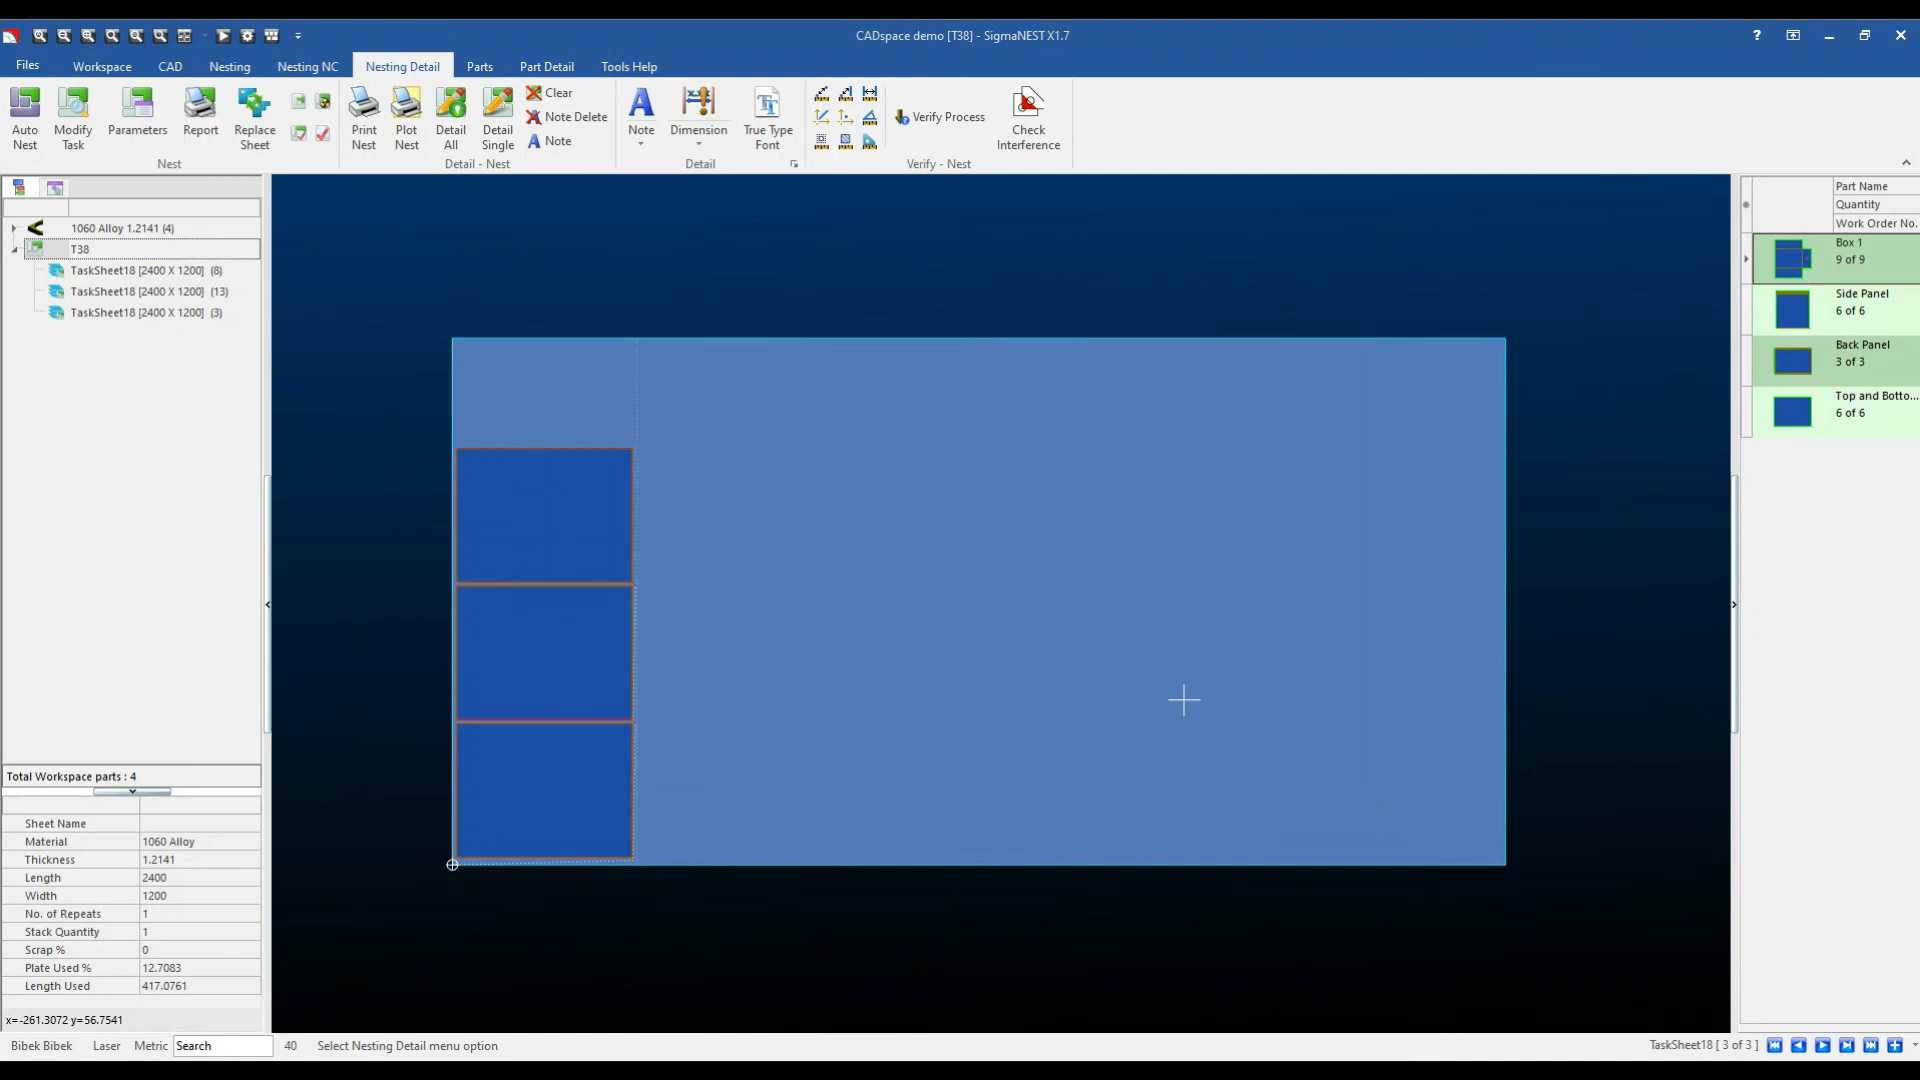 CADspace demo [T38] - SigmaNEST X1.7
?
Files
Workspace
CAD
Nesting
Nesting NC
Nesting Detail
Parts
Part Detail
Tools Help
Auto Nest
Modify Task
Parameters
Report
Replace Sheet
Nest
Print Nest
Plot Nest
Detail All
Detail Single
Clear
Note Delete
Note
Detail - Nest
Note
Dimension
True Type Font
Detail
Verify Process
Check Interference
Verify - Nest
1060 Alloy 1.2141 (4)
T38
TaskSheet18 [2400 X 1200] (8)
TaskSheet18 [2400 X 1200] (13)
TaskSheet18 [2400 X 1200] (3)
Total Workspace parts : 4
Sheet Name
Material 1060 Alloy
Thickness 1.2141
Length 2400
Width 1200
No. of Repeats 1
Stack Quantity 1
Scrap % 0
Plate Used % 12.7083
Length Used 417.0761
x=-261.3072 y=56.7541
Part Name
Quantity
Work Order No.
Box 1
9 of 9
Side Panel
6 of 6
Back Panel
3 of 3
Top and Botto...
6 of 6
Bibek Bibek Laser Metric Search 40 Select Nesting Detail menu option
TaskSheet18 [ 3 of 3 ]